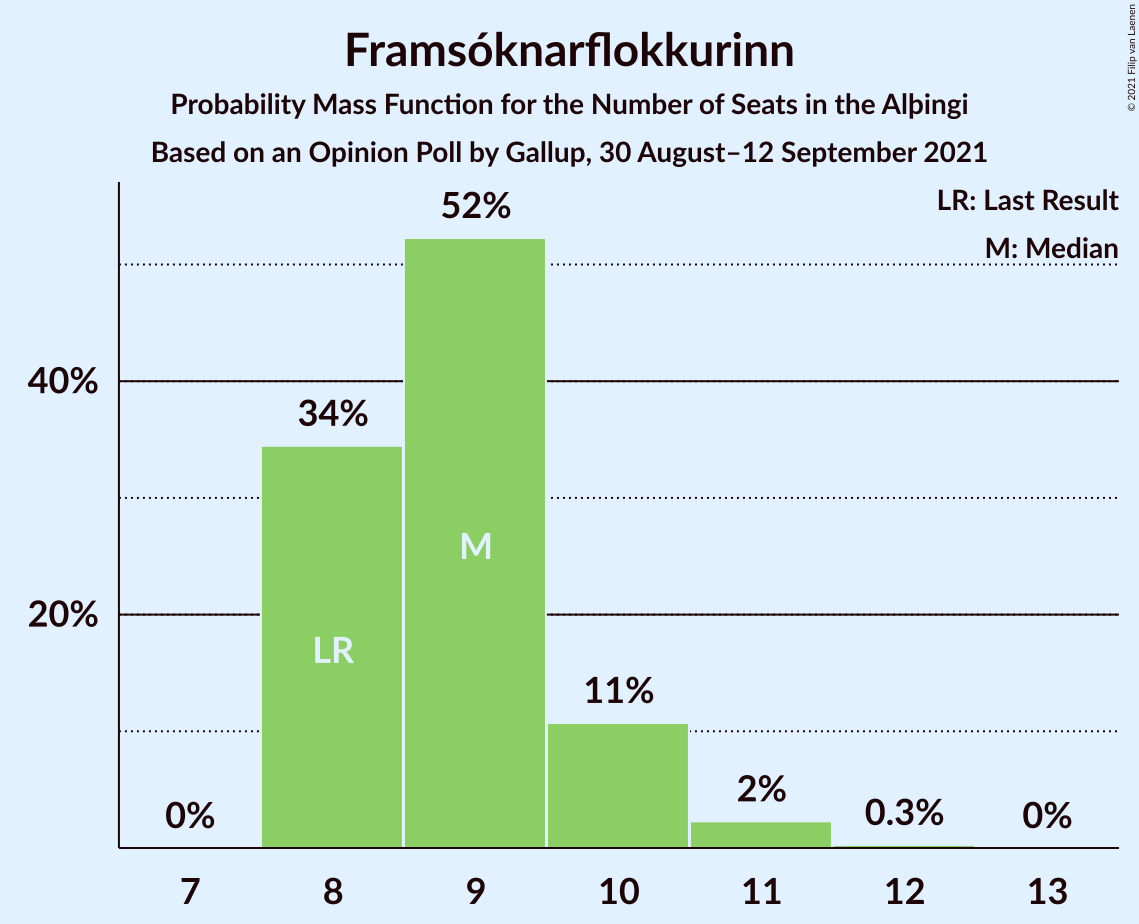 Framsóknarflokkurinn
Probability Mass Function for the Number of Seats in the Alþingi
Based on an Opinion Poll by Gallup, 30 August–12 September 2021
© 2021 Filip van Laenen
LR: Last Result
M: Median
52%
40%
34%
M
20%
LR
11%
0%
2%
0.3%
0%
7 8 9 10 11 12 13